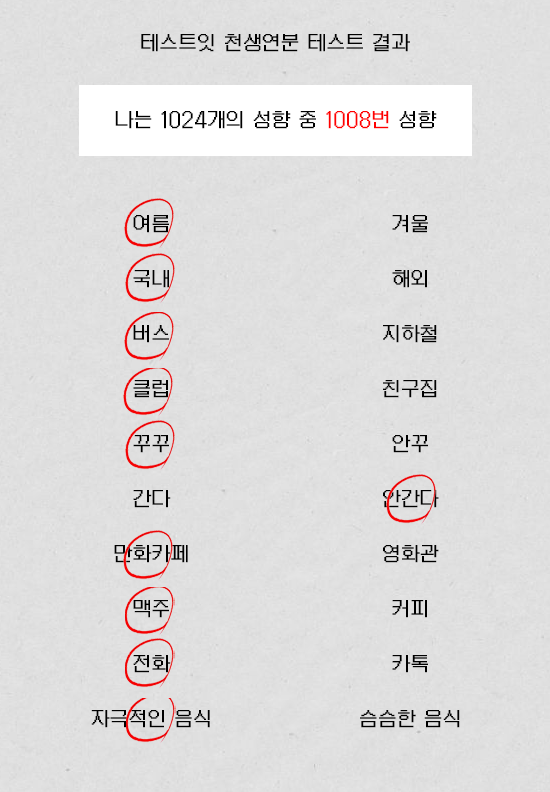 테스트잇 천생연분 테스트 결과
나는 1024개의 성향 중 1008번 성향
여름 겨울
국내 해외
버스 지하철
클럽 친구집
꾸꾸 안꾸
간다 안간다
만화카페 영화관
맥주 커피
전화 카톡
자극적인 음식 슴슴한 음식